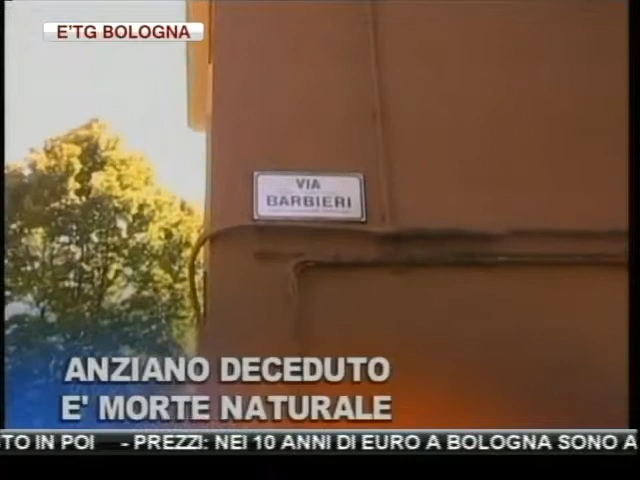 E'TG BOLOGNA
VIA
BARBIERI
ANZIANO DECEDUTO
E' MORTE NATURALE
TO IN POI - PREZZI: NEI 10 ANNI DI EURO A BOLOGNA SONO A